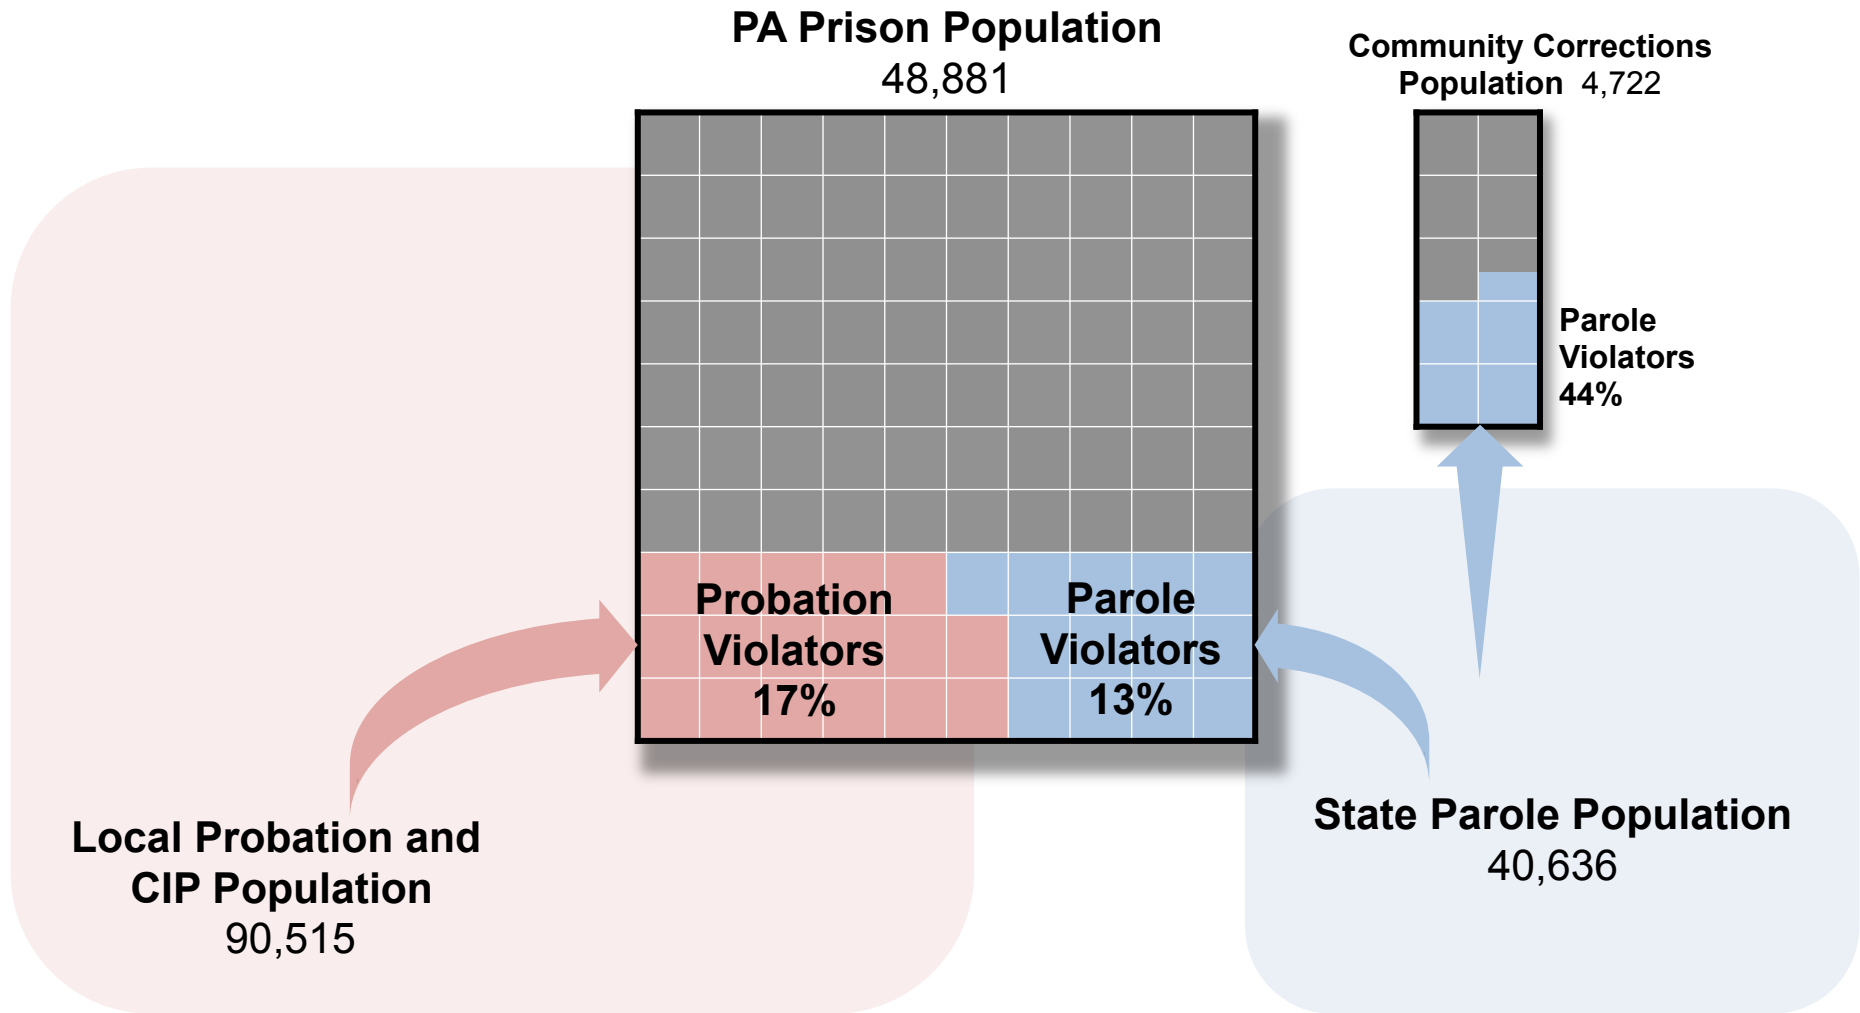 PA Prison Population
48,881
Community Corrections
Population 4,722
Parole
Violators
44%
Probation
Violators
17%
Parole
Violators
13%
Local Probation and
CIP Population
90,515
State Parole Population
40,636